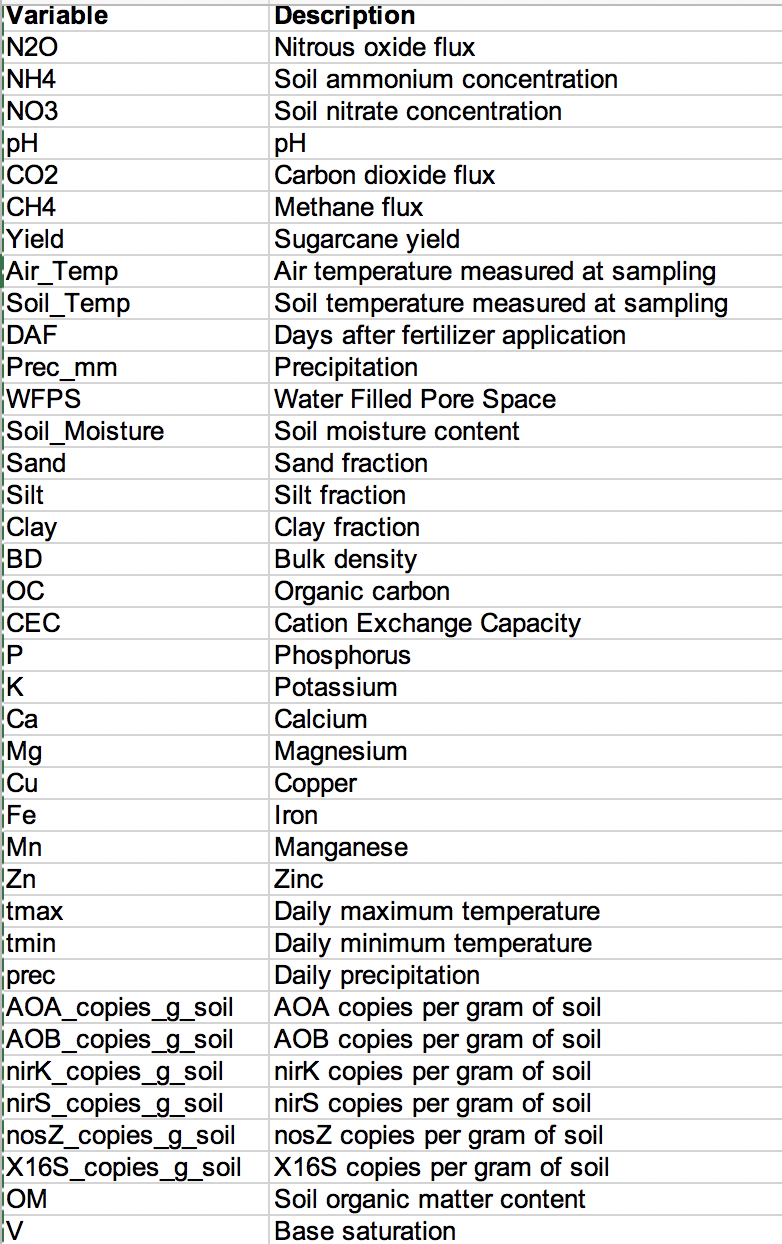 Variable Description
N2O Nitrous oxide flux
NH4 Soil ammonium concentration
NO3 Soil nitrate concentration
pH pH
CO2 Carbon dioxide flux
CH4 Methane flux
Yield Sugarcane yield
Air_Temp Air temperature measured at sampling
Soil_Temp Soil temperature measured at sampling
DAF Days after fertilizer application
Prec_mm Precipitation
WFPS Water Filled Pore Space
Soil_Moisture Soil moisture content
Sand Sand fraction
Silt Silt fraction
Clay Clay fraction
BD Bulk density
OC Organic carbon
CEC Cation Exchange Capacity
P Phosphorus
K Potassium
Ca Calcium
Mg Magnesium
Cu Copper
Fe Iron
Mn Manganese
Zn Zinc
tmax Daily maximum temperature
tmin Daily minimum temperature
prec Daily precipitation
AOA_copies_g_soil AOA copies per gram of soil
AOB_copies_g_soil AOB copies per gram of soil
nirK_copies_g_soil nirK copies per gram of soil
nirS_copies_g_soil nirS copies per gram of soil
nosZ_copies_g_soil nosZ copies per gram of soil
X16S_copies_g_soil X16S copies per gram of soil
OM Soil organic matter content
V Base saturation